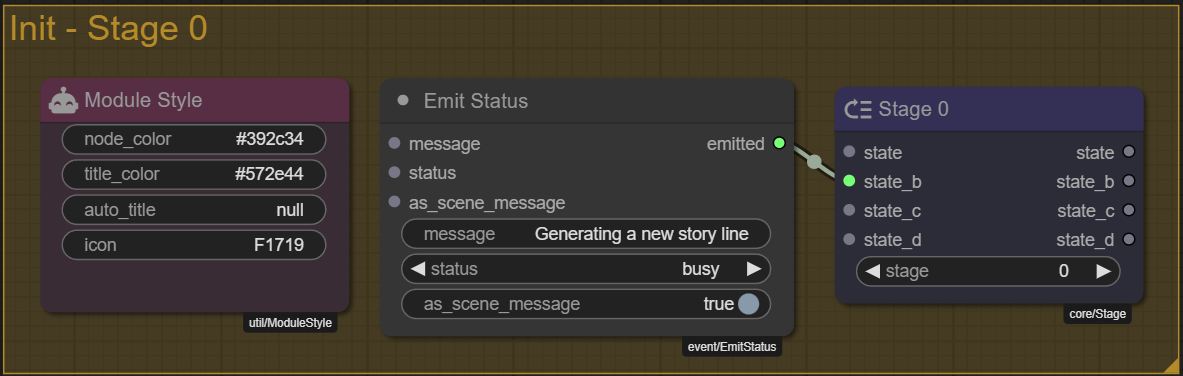 Init - Stage 0
Module Style
node_color #392c34
title_color #572e44
auto_title null
icon F1719
util/ModuleStyle
Emit Status
message emitted
status
as_scene_message
message Generating a new story line
status busy
as_scene_message true
event/EmitStatus
Stage 0
state state
state_b state_b
state_c state_c
state_d state_d
stage 0
core/Stage